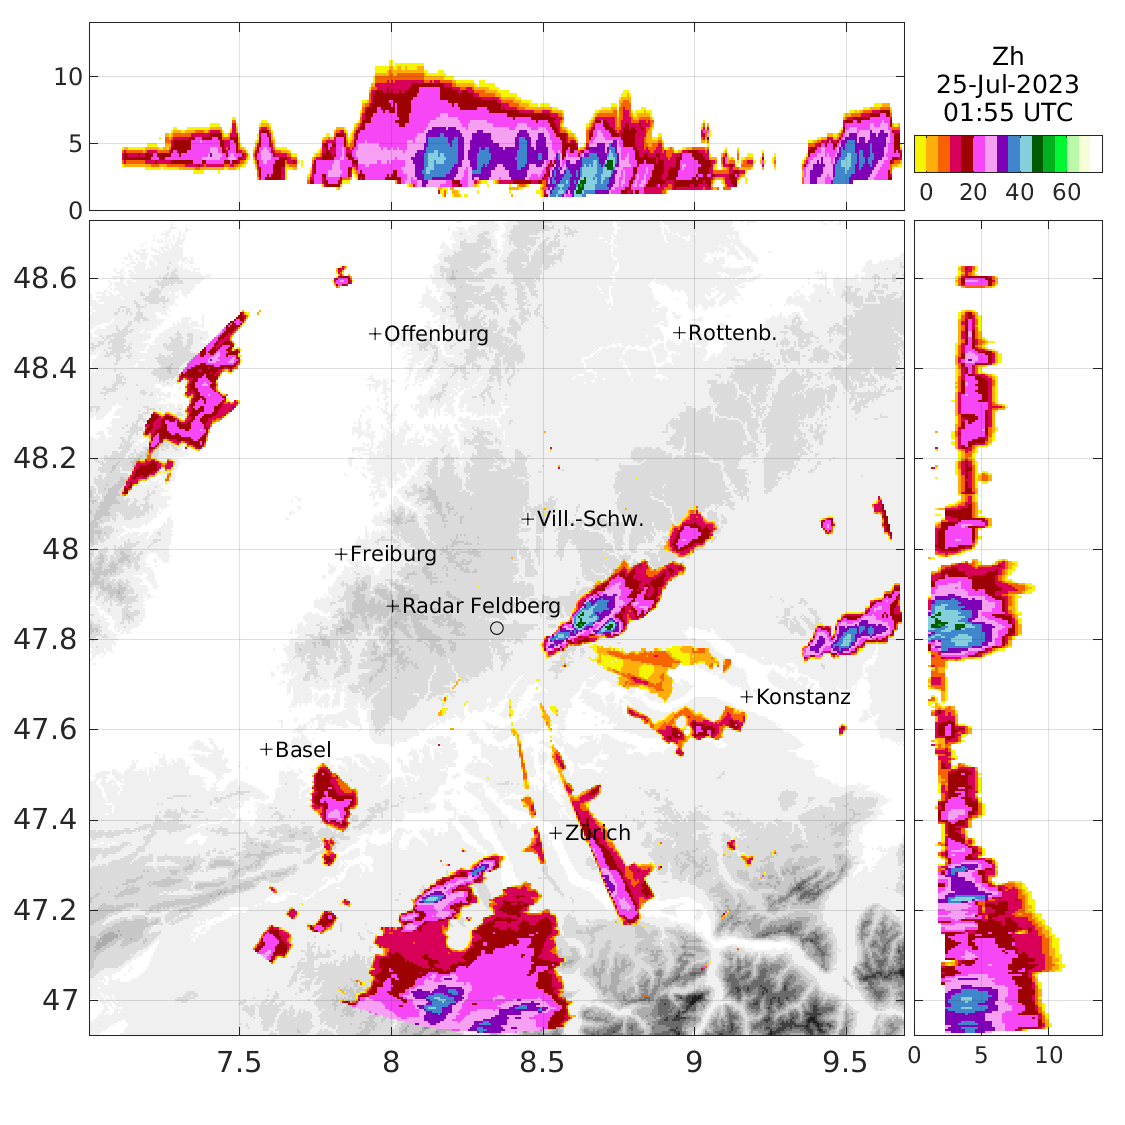 10
5
0
Zh
25-Jul-2023
01:55 UTC
0 20 40 60
48.6
48.4
48.2
48
47.8
47.6
47.4
47.2
47
+Offenburg
+Rottenb.
+Vill.-Schw.
+Freiburg
+Radar Feldberg
+Konstanz
+Basel
+Zürich
7.5 8 8.5 9 9.5
0 5 10